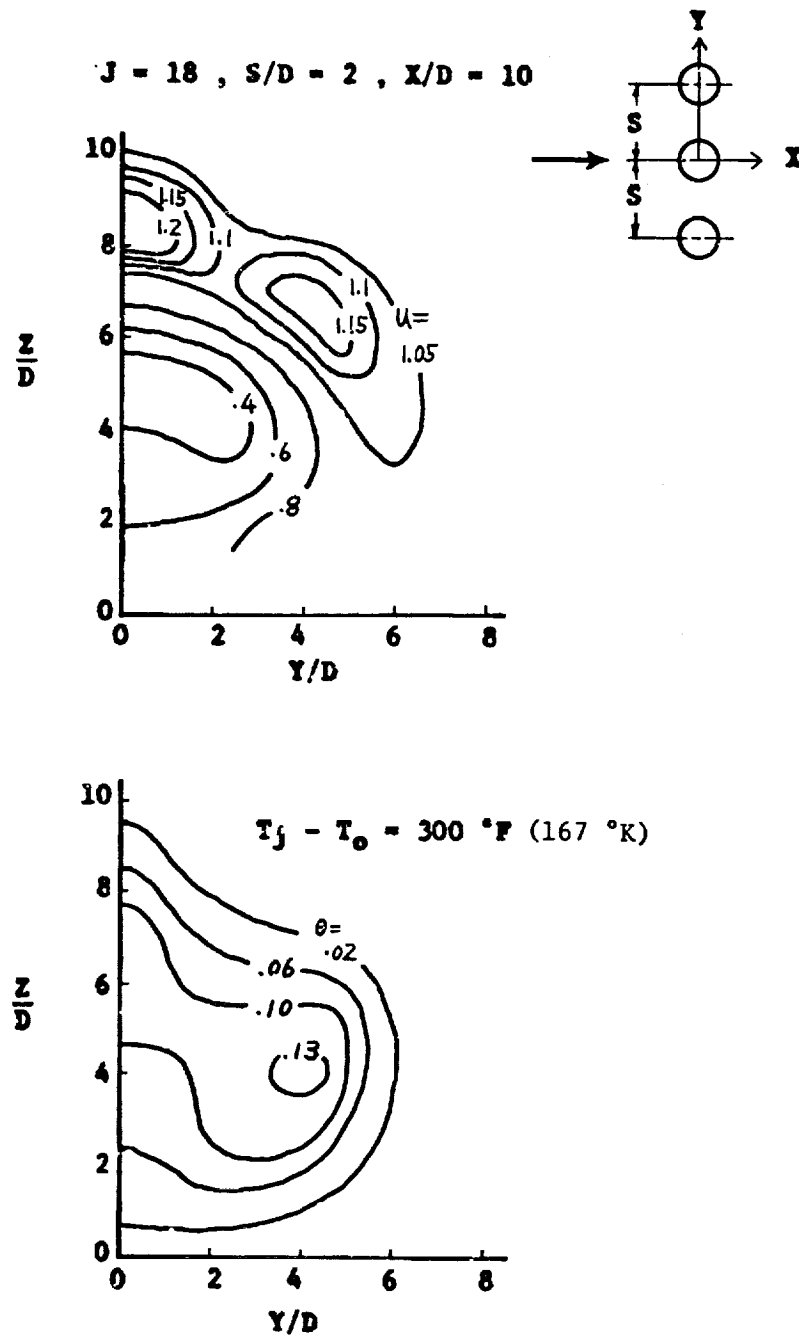 J = 18 , S/D = 2 , X/D = 10
Y
S
X
S
10
8
6
4
2
0
Z/D
1.15
1.2
1.1
1.1
1.15
U=
1.05
.4
.6
.8
0 2 4 6 8
Y/D
Tj - To = 300 °F (167 °K)
10
8
6
4
2
0
Z/D
θ=
.02
.06
.10
.13
0 2 4 6 8
Y/D